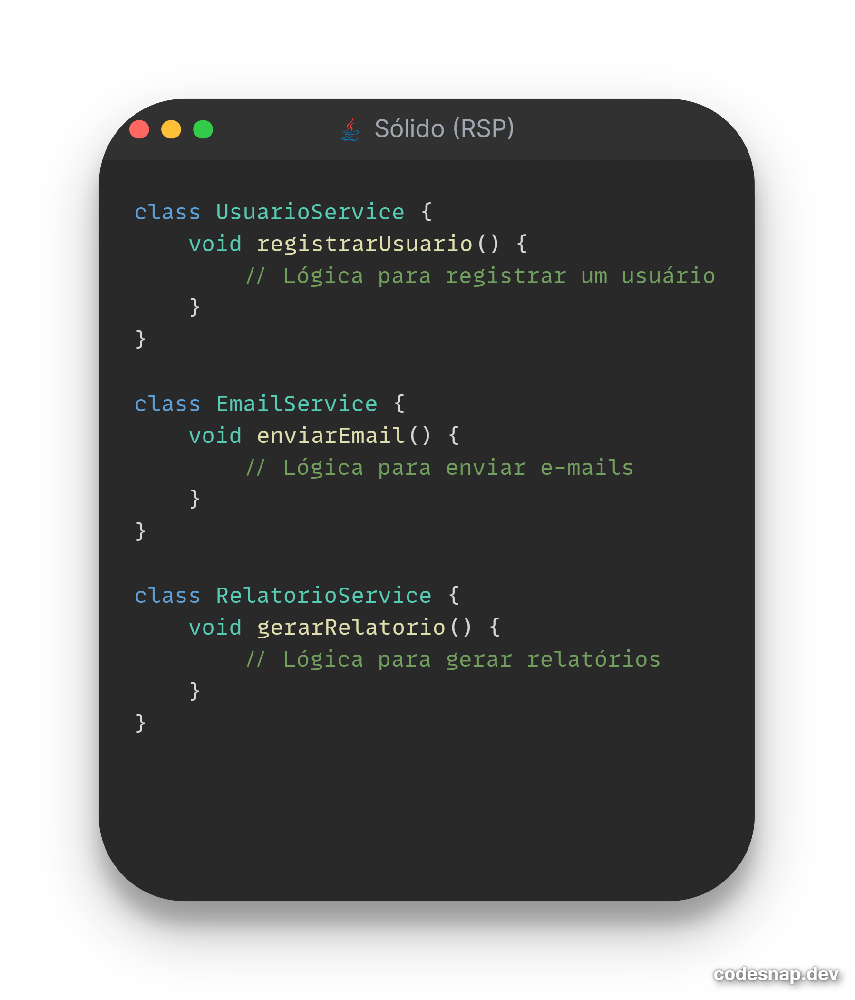 Sólido (RSP)
class UsuarioService {
    void registrarUsuario() {
        // Lógica para registrar um usuário
    }
}
class EmailService {
    void enviarEmail() {
        // Lógica para enviar e-mails
    }
}
class RelatorioService {
    void gerarRelatorio() {
        // Lógica para gerar relatórios
    }
}
codesnap.dev